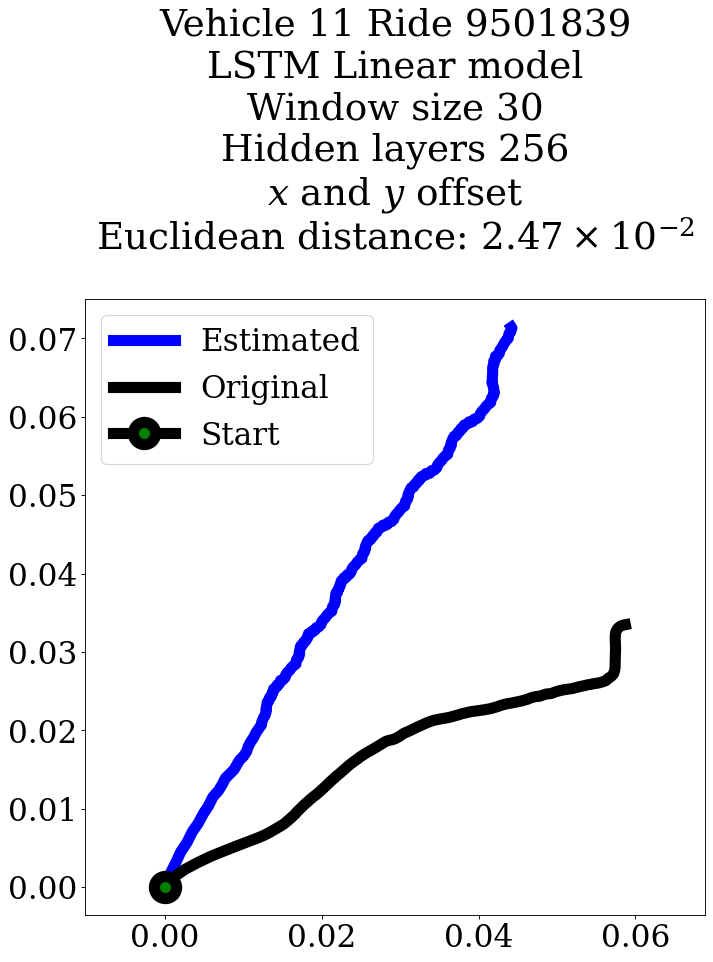 Vehicle 11 Ride 9501839
LSTM Linear model
Window size 30
Hidden layers 256
x and y offset
Euclidean distance: 2.47 × 10⁻²
Estimated
Original
Start
0.07
0.06
0.05
0.04
0.03
0.02
0.01
0.00
0.00 0.02 0.04 0.06